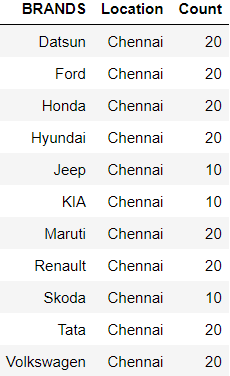 BRANDS Location Count
Datsun Chennai 20
Ford Chennai 20
Honda Chennai 20
Hyundai Chennai 20
Jeep Chennai 10
KIA Chennai 10
Maruti Chennai 20
Renault Chennai 20
Skoda Chennai 10
Tata Chennai 20
Volkswagen Chennai 20